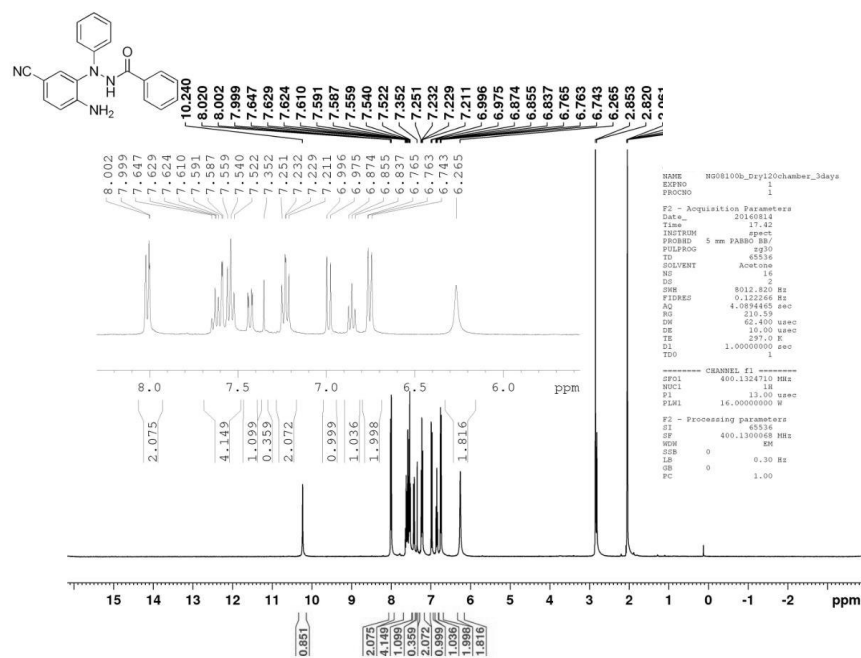 NC
N
NH
O
NH₂
10.240
8.020
8.002
7.999
7.647
7.629
7.624
7.610
7.591
7.587
7.559
7.540
7.522
7.352
7.251
7.232
7.229
7.211
6.996
6.975
6.874
6.855
6.837
6.765
6.763
6.743
6.265
2.853
2.820
8.002
7.999
7.647
7.629
7.624
7.610
7.591
7.587
7.559
7.540
7.522
7.352
7.251
7.232
7.229
7.211
6.996
6.975
6.874
6.855
6.837
6.765
6.763
6.743
6.265
NAME NG08100b_Dry120chamber_3days
EXPNO 1
PROCNO 1
F2 - Acquisition Parameters
Date_ 20160814
Time 17.42
INSTRUM spect
PROBHD 5 mm PABBO BB/
PULPROG zg30
TD 65536
SOLVENT Acetone
NS 16
DS 2
SWH 8012.820 Hz
FIDRES 0.122266 Hz
AQ 4.0894465 sec
RG 210.59
DW 62.400 usec
DE 10.00 usec
TE 297.0 K
D1 1.00000000 sec
TD0 1
======== CHANNEL f1 ========
SFO1 400.1324710 MHz
NUC1 1H
P1 13.00 usec
PLW1 16.00000000 W
F2 - Processing parameters
SI 65536
SF 400.1300068 MHz
WDW EM
SSB 0
LB 0.30 Hz
GB 0
PC 1.00
8.0 7.5 7.0 6.5 6.0 ppm
2.075
4.149
1.099
0.359
2.072
0.999
1.036
1.998
1.816
15 14 13 12 11 10 9 8 7 6 5 4 3 2 1 0 -1 -2 ppm
0.851
2.075
4.149
1.099
0.359
2.072
0.999
1.036
1.998
1.816